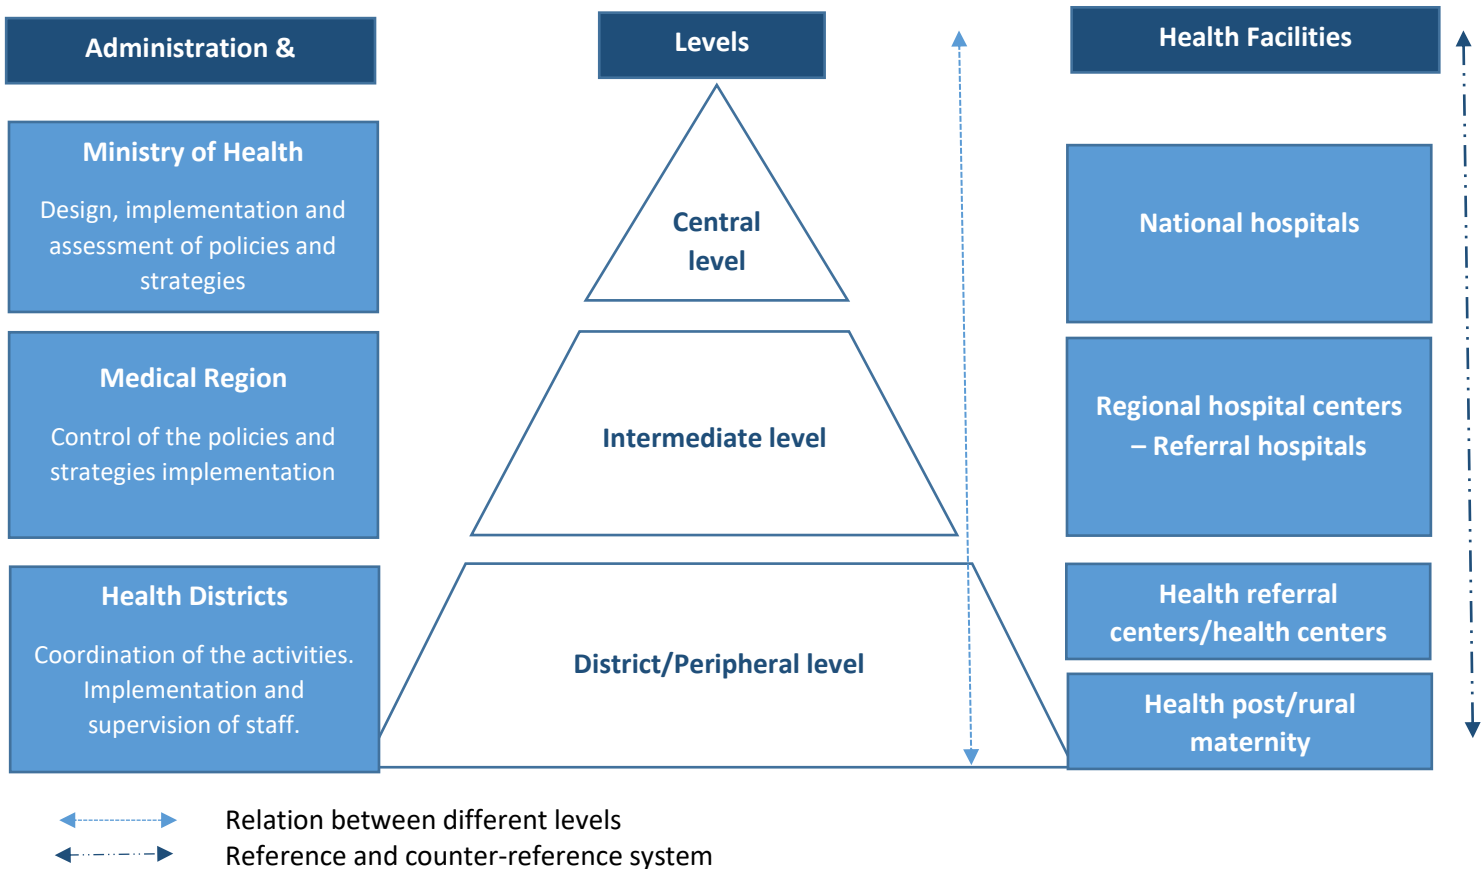 Administration &
Levels
Health Facilities
Ministry of Health
Design, implementation and
assessment of policies and
strategies
Central
level
National hospitals
Medical Region
Control of the policies and
strategies implementation
Intermediate level
Regional hospital centers
– Referral hospitals
Health Districts
Coordination of the activities.
Implementation and
supervision of staff.
District/Peripheral level
Health referral
centers/health centers
Health post/rural
maternity
Relation between different levels
Reference and counter-reference system